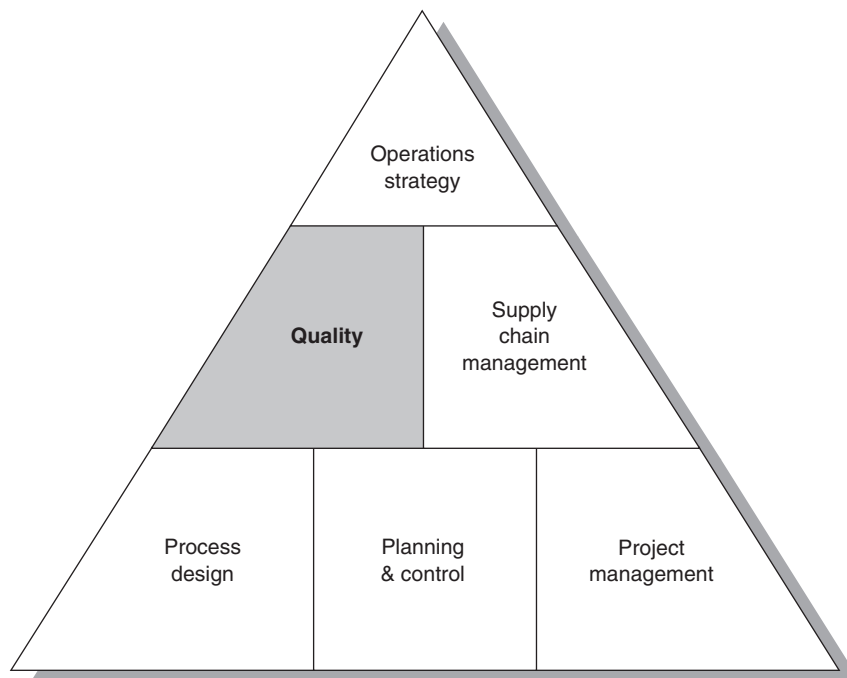 Operations
strategy
Quality
Supply
chain
management
Process
design
Planning
& control
Project
management